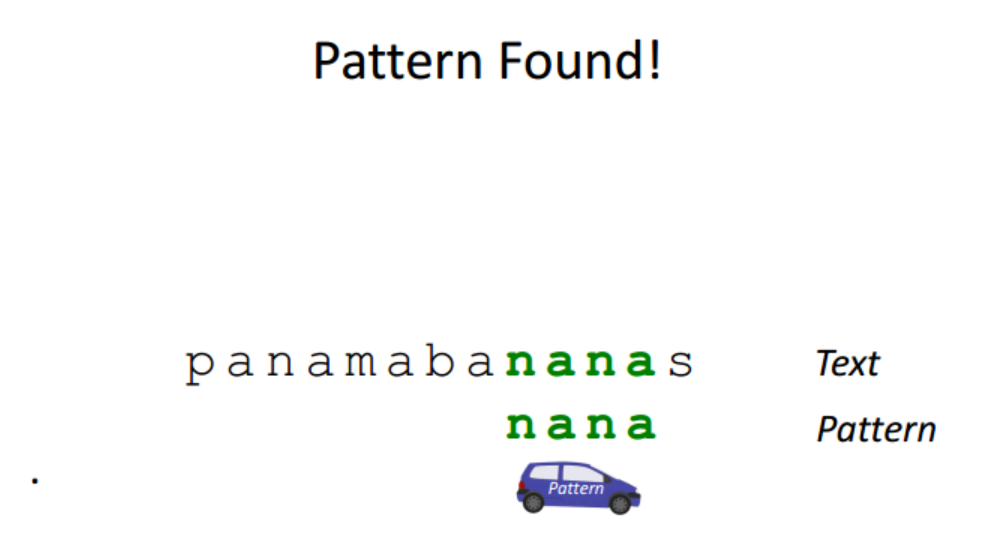 Pattern Found!
panamabananas Text
nana Pattern
Pattern
.